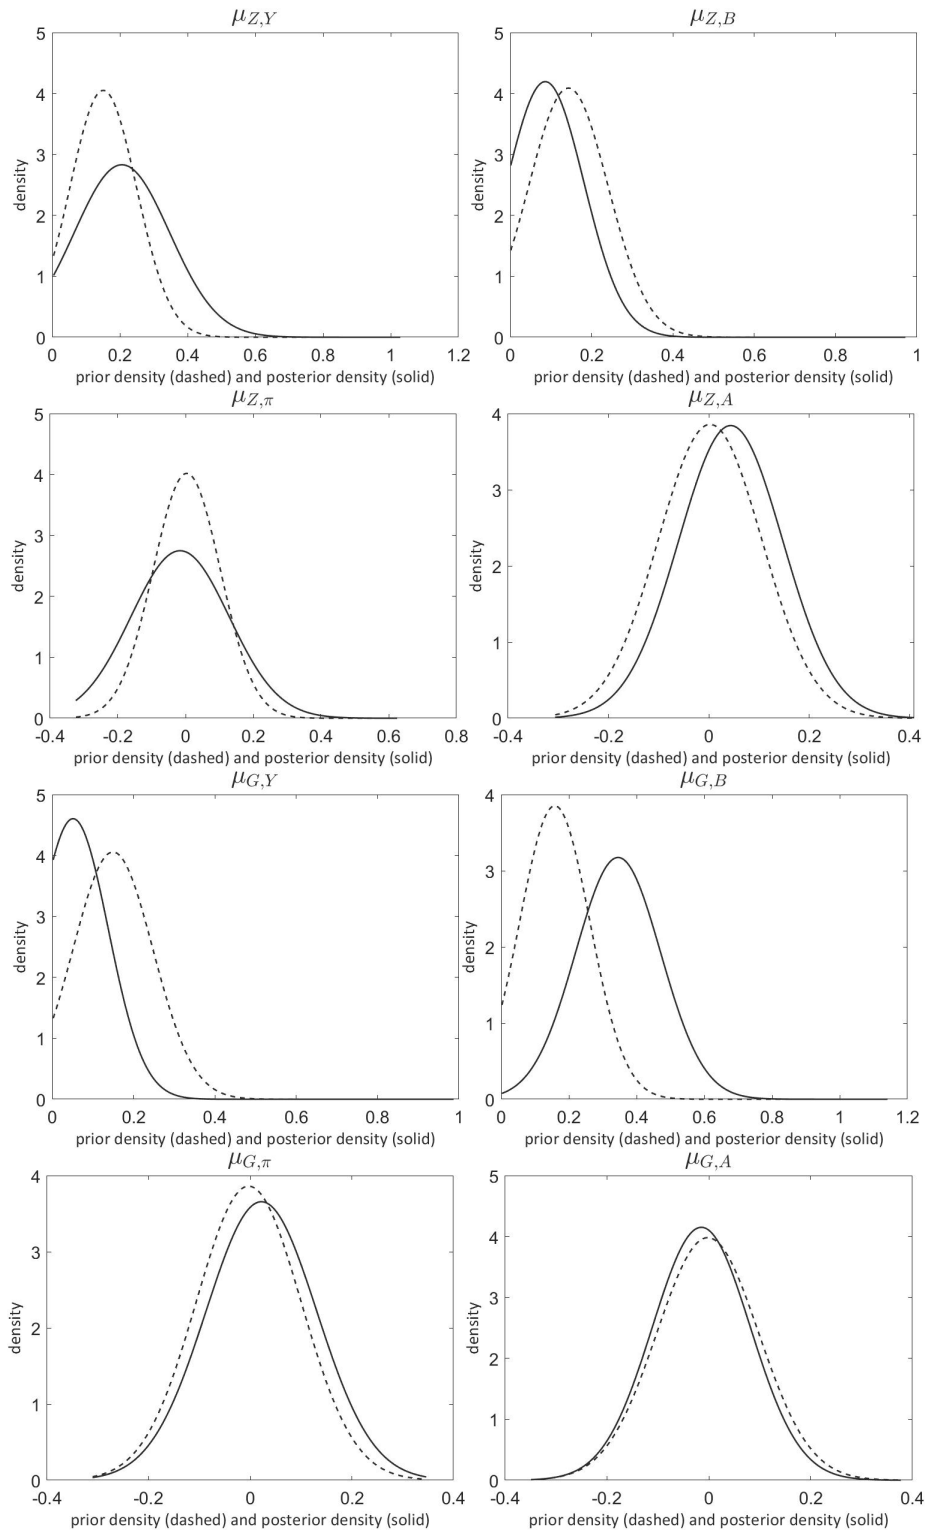 μ_{Z,Y}
5
4
3
2
1
0
density
0 0.2 0.4 0.6 0.8 1 1.2
prior density (dashed) and posterior density (solid)
μ_{Z,B}
5
4
3
2
1
0
density
0 0.2 0.4 0.6 0.8 1
prior density (dashed) and posterior density (solid)
μ_{Z,π}
5
4
3
2
1
0
density
-0.4 -0.2 0 0.2 0.4 0.6 0.8
prior density (dashed) and posterior density (solid)
μ_{Z,A}
4
3
2
1
0
density
-0.4 -0.2 0 0.2 0.4
prior density (dashed) and posterior density (solid)
μ_{G,Y}
5
4
3
2
1
0
density
0 0.2 0.4 0.6 0.8 1
prior density (dashed) and posterior density (solid)
μ_{G,B}
4
3
2
1
0
density
0 0.2 0.4 0.6 0.8 1 1.2
prior density (dashed) and posterior density (solid)
μ_{G,π}
4
3
2
1
0
density
-0.4 -0.2 0 0.2 0.4
prior density (dashed) and posterior density (solid)
μ_{G,A}
5
4
3
2
1
0
density
-0.4 -0.2 0 0.2 0.4
prior density (dashed) and posterior density (solid)